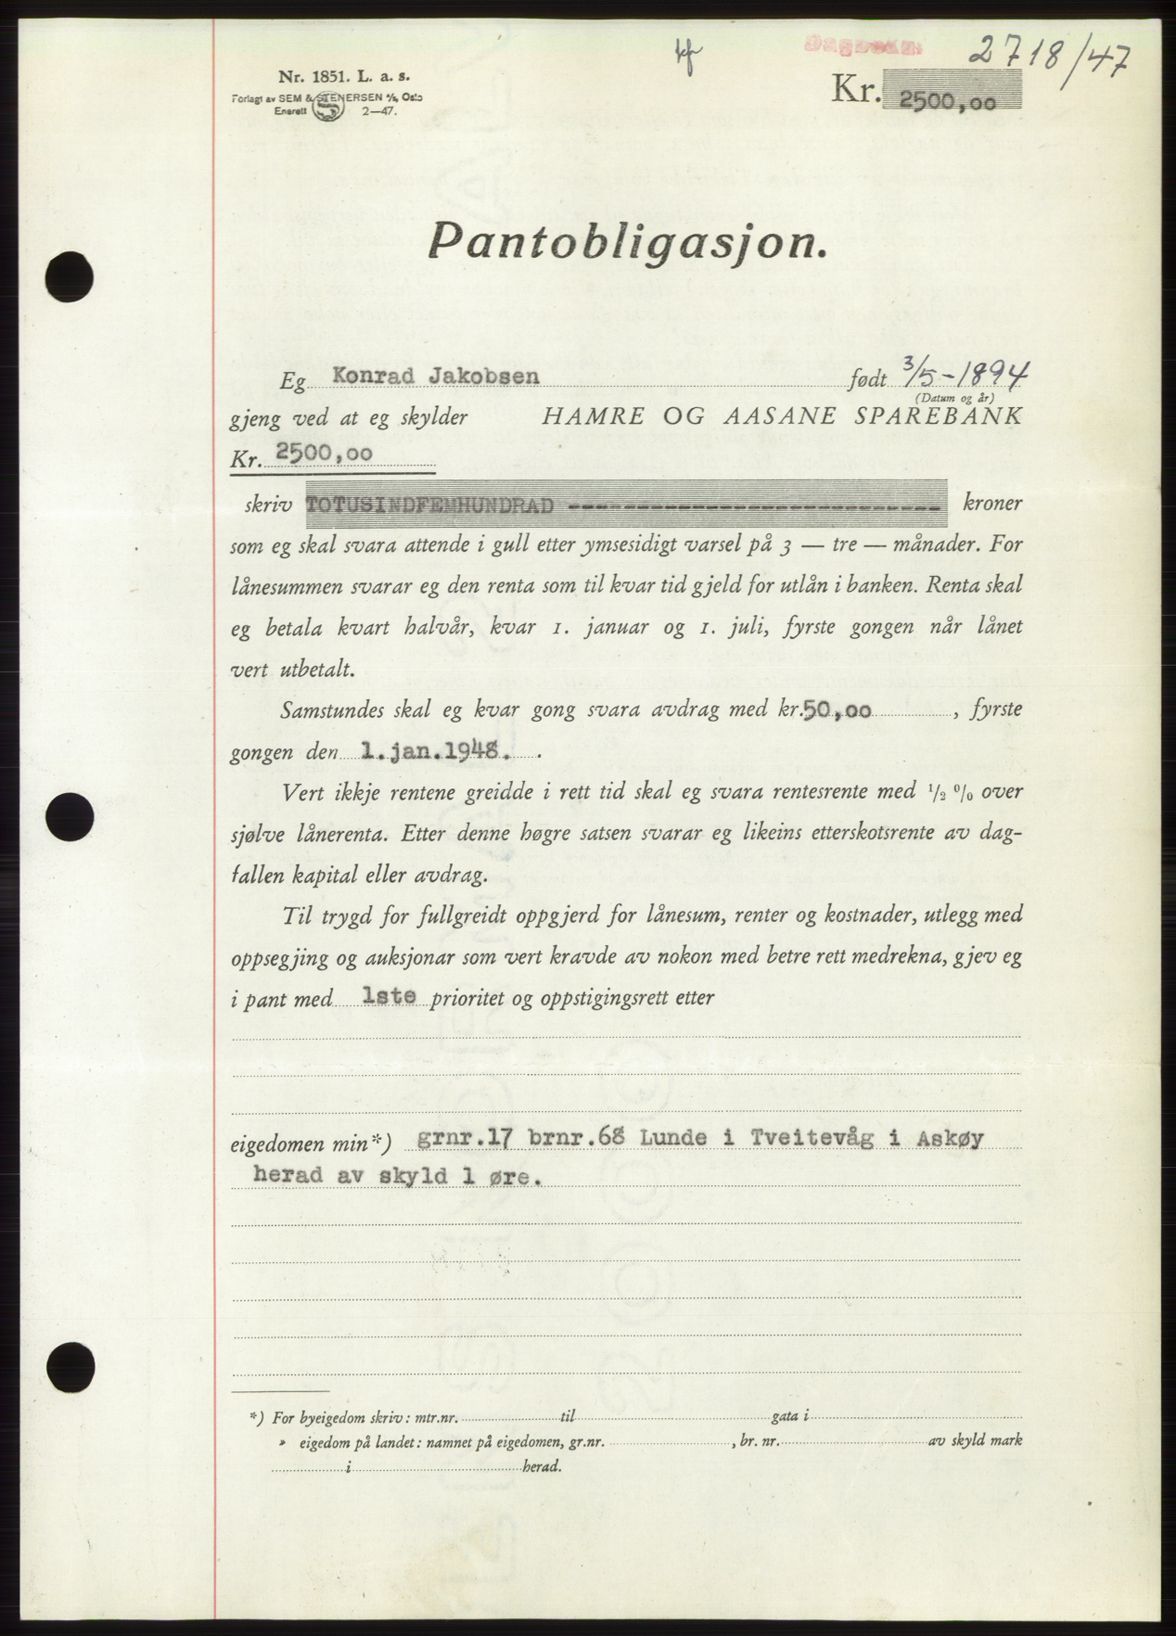 kf
Dagbok nr. 2718/47
Nr. 1851. L. a. s.
Forlagt av SEM & STENERSEN A/S, Oslo
Enerett S 2—47.
Kr. 2500,00
Pantobligasjon.
Eg Konrad Jakobsen født 3/5-1894
(Datum og år)
gjeng ved at eg skylder HAMRE OG AASANE SPAREBANK
Kr. 2500,00
skriv TOTUSINDFEMHUNDRAD ---------------------------- kroner
som eg skal svara attende i gull etter ymsesidigt varsel på 3 — tre — månader. For
lånesummen svarar eg den renta som til kvar tid gjeld for utlån i banken. Renta skal
eg betala kvart halvår, kvar 1. januar og 1. juli, fyrste gongen når lånet
vert utbetalt.
Samstundes skal eg kvar gong svara avdrag med kr. 50,00, fyrste
gongen den 1.jan.1948. .
Vert ikkje rentene greidde i rett tid skal eg svara rentesrente med 1/2 % over
sjølve lånerenta. Etter denne høgre satsen svarar eg likeins etterskotsrente av dag-
fallen kapital eller avdrag.
Til trygd for fullgreidt oppgjerd for lånesum, renter og kostnader, utlegg med
oppsegjing og auksjonar som vert kravde av nokon med betre rett medrekna, gjev eg
i pant med 1ste prioritet og oppstigingsrett etter
eigedomen min*) grnr.17 brnr.68 Lunde i Tveitevåg i Askøy
herad av skyld 1 øre.
*) For byeigedom skriv: mtr.nr. til gata i
» eigedom på landet: namnet på eigedomen, gr.nr. , br. nr. av skyld mark
i herad.